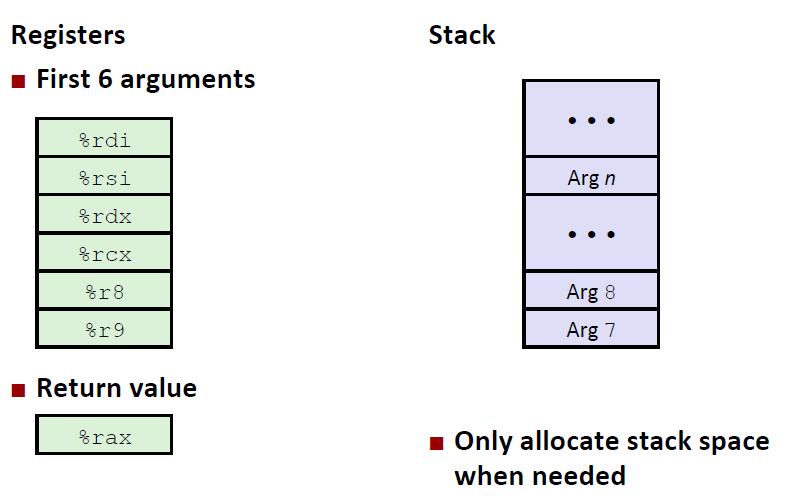 Registers
First 6 arguments
%rdi
%rsi
%rdx
%rcx
%r8
%r9
Return value
%rax
Stack
• • •
Arg n
• • •
Arg 8
Arg 7
Only allocate stack space
when needed